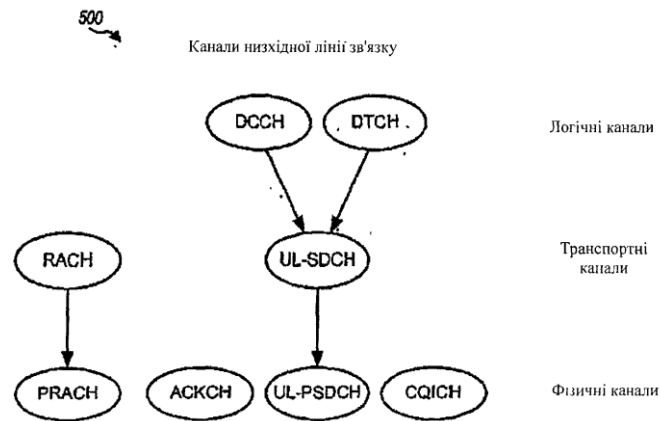 500
Канали низхідної лінії зв'язку
DCCH DTCH Логічні канали
RACH UL-SDCH Транспортні
канали
PRACH ACKCH UL-PSDCH CQICH Фізичні канали